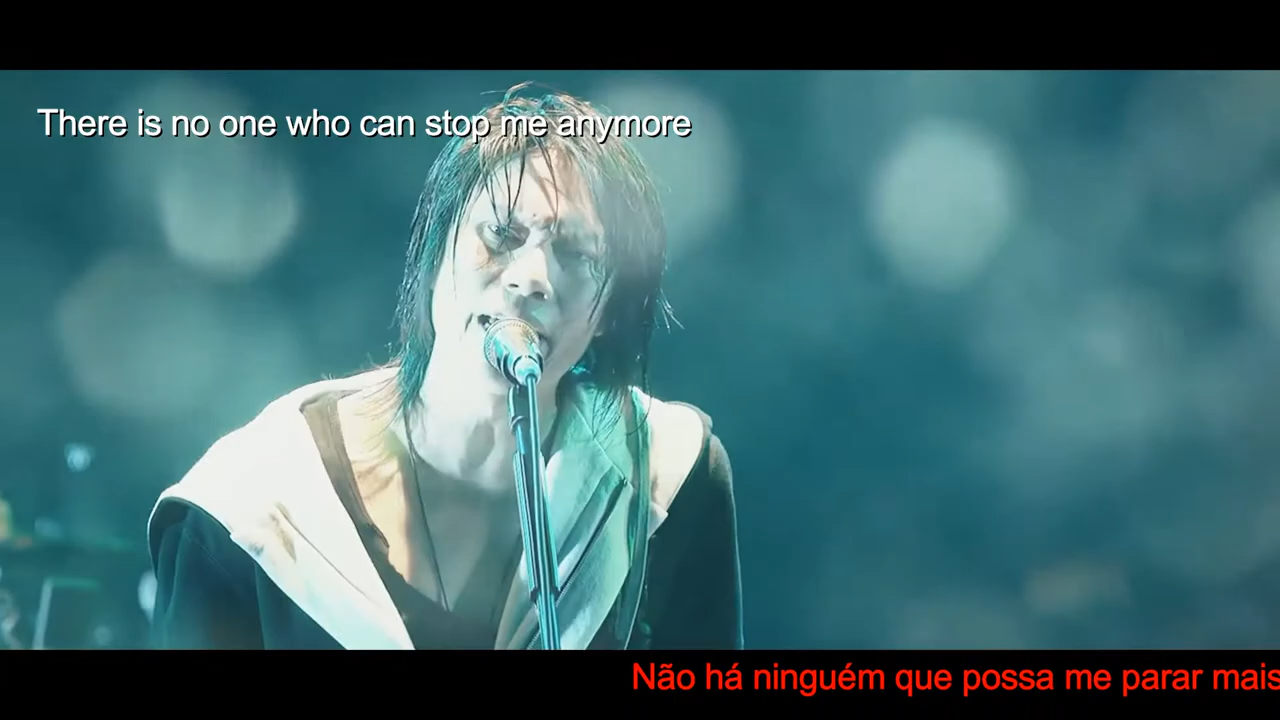 There is no one who can stop me anymore
Não há ninguém que possa me parar mais